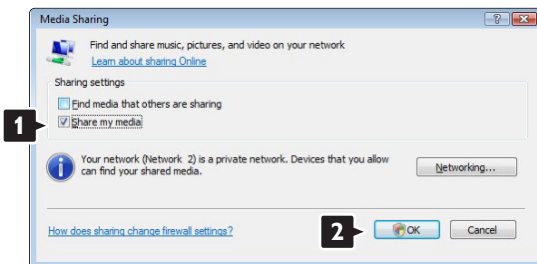 Media Sharing
Find and share music, pictures, and video on your network
Learn about sharing Online
Sharing settings
Find media that others are sharing
1
Share my media
Your network (Network 2) is a private network. Devices that you allow
can find your shared media.
Networking...
How does sharing change firewall settings?
2
OK
Cancel